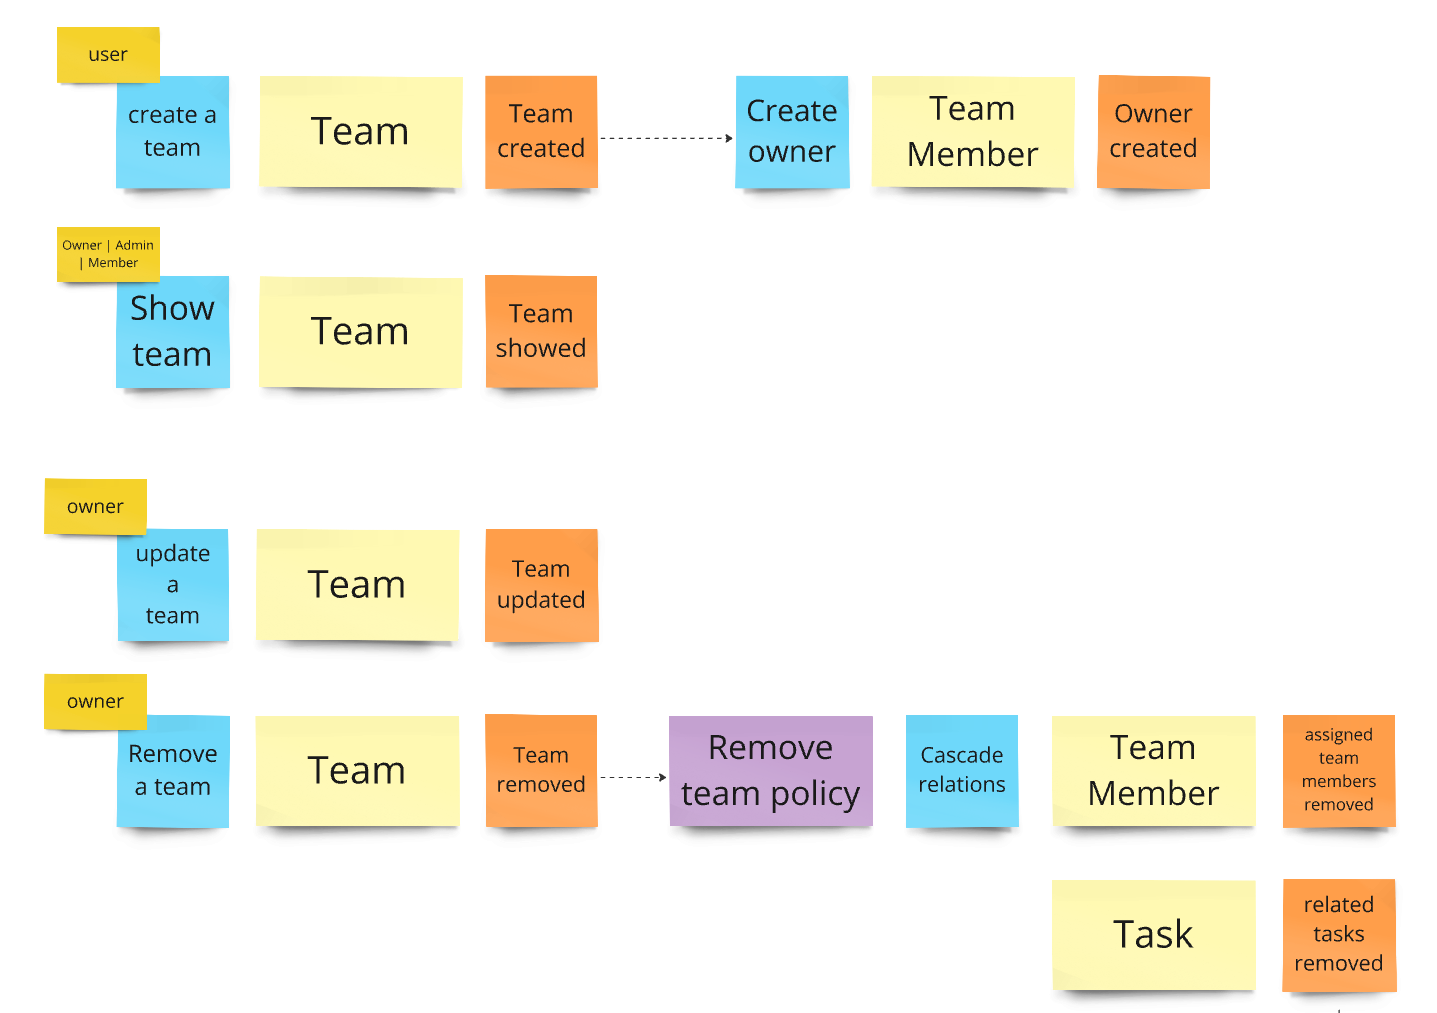 user
create a
team
Team
Team
created
Create
owner
Team
Member
Owner
created
Owner | Admin
| Member
Show
team
Team
Team
showed
owner
update
a
team
Team
Team
updated
owner
Remove
a team
Team
Team
removed
Remove
team policy
Cascade
relations
Team
Member
assigned
team
members
removed
Task
related
tasks
removed